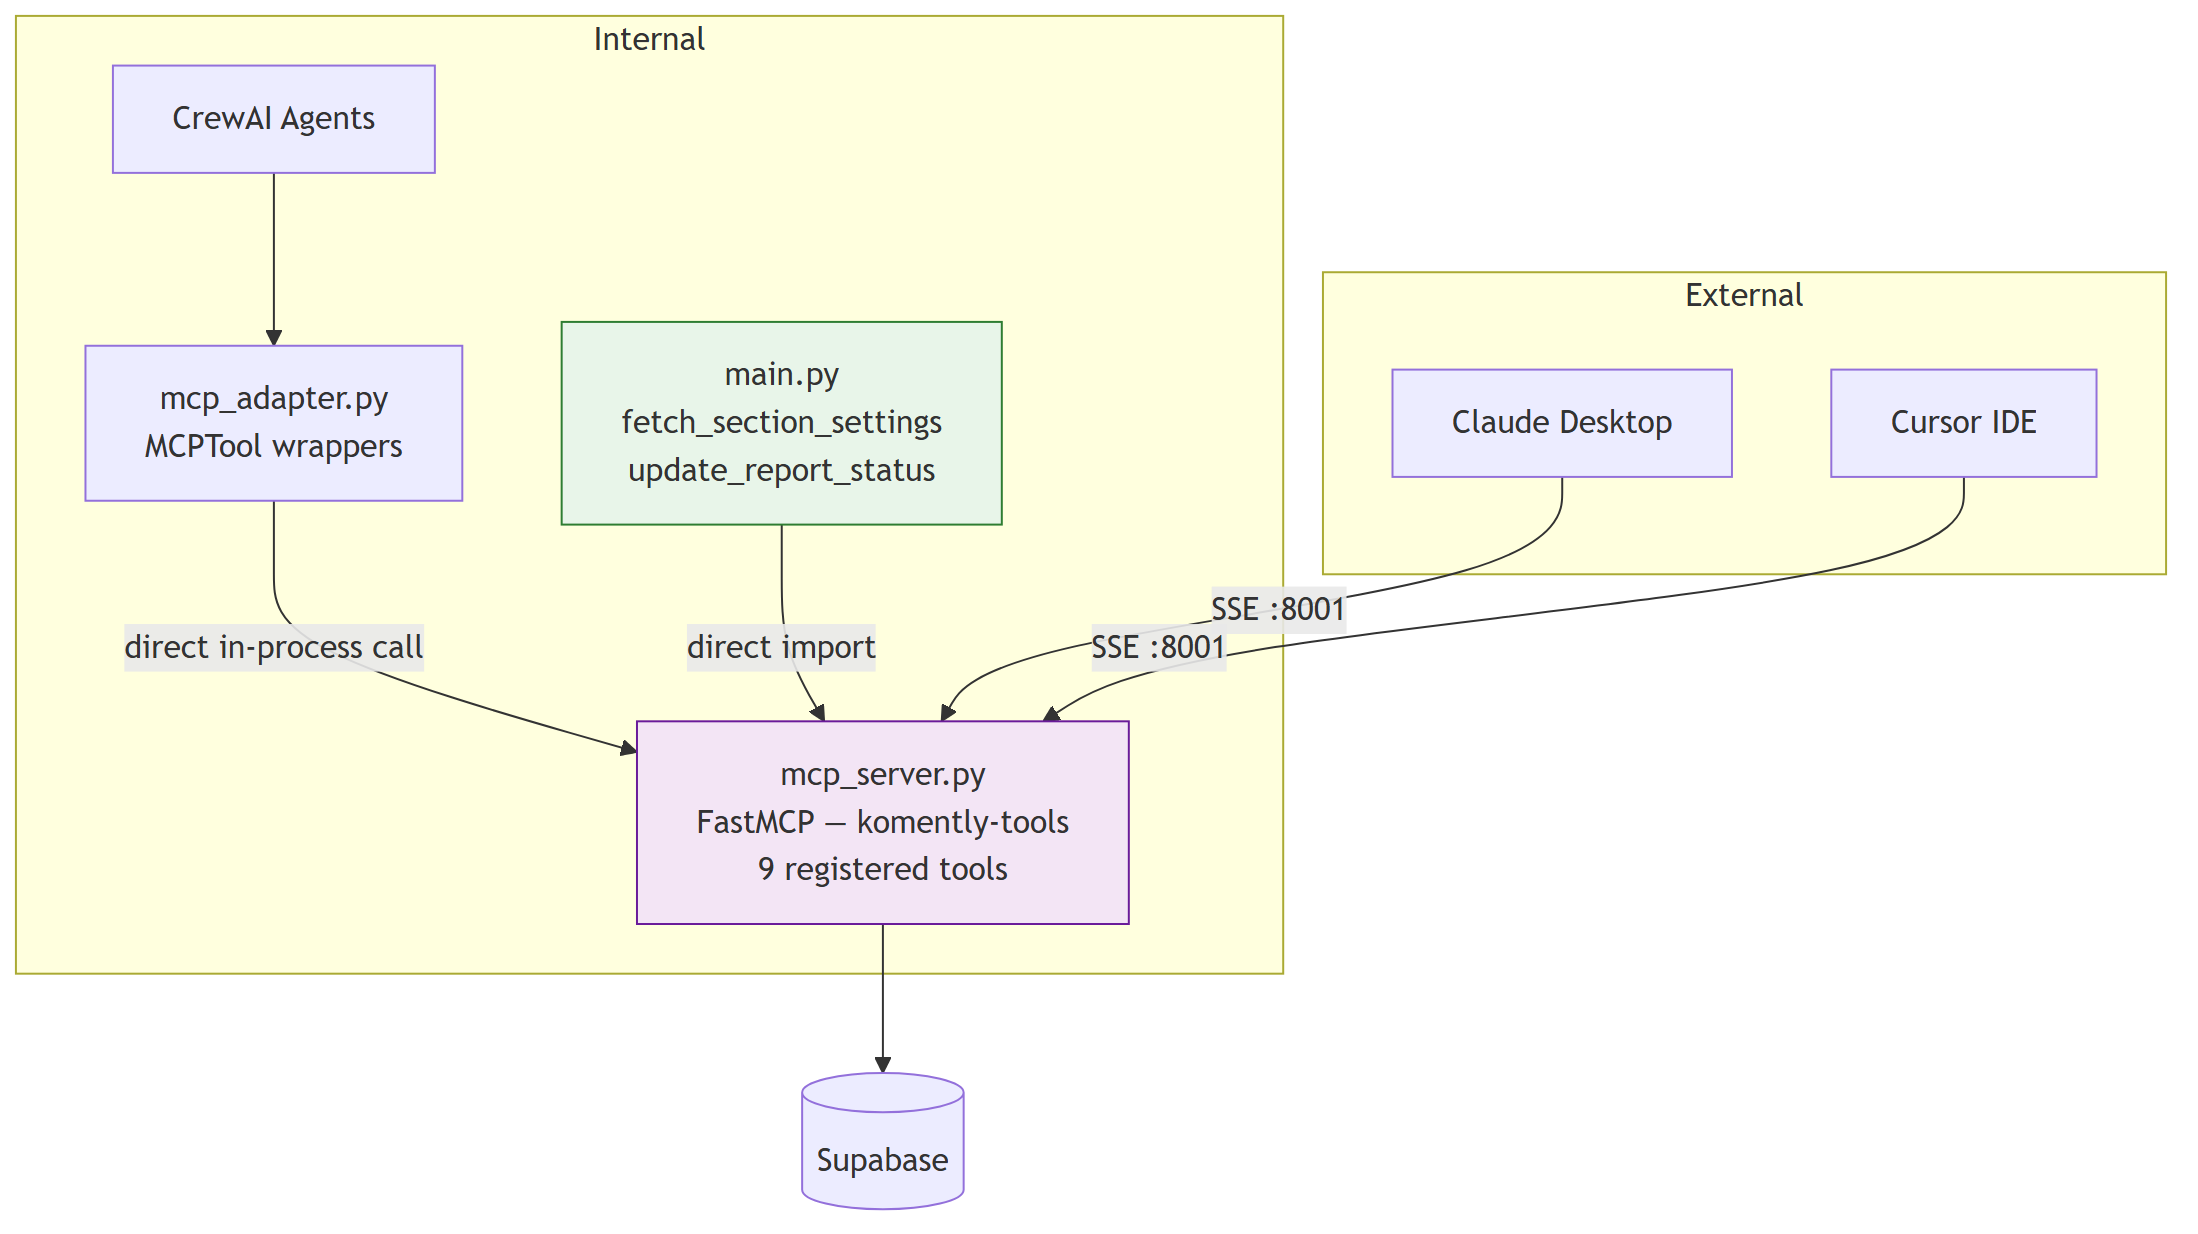 Internal
CrewAI Agents
External
mcp_adapter.py
MCPTool wrappers
main.py
fetch_section_settings
update_report_status
Claude Desktop
Cursor IDE
direct in-process call
direct import
SSE :8001
SSE :8001
mcp_server.py
FastMCP — komently-tools
9 registered tools
Supabase